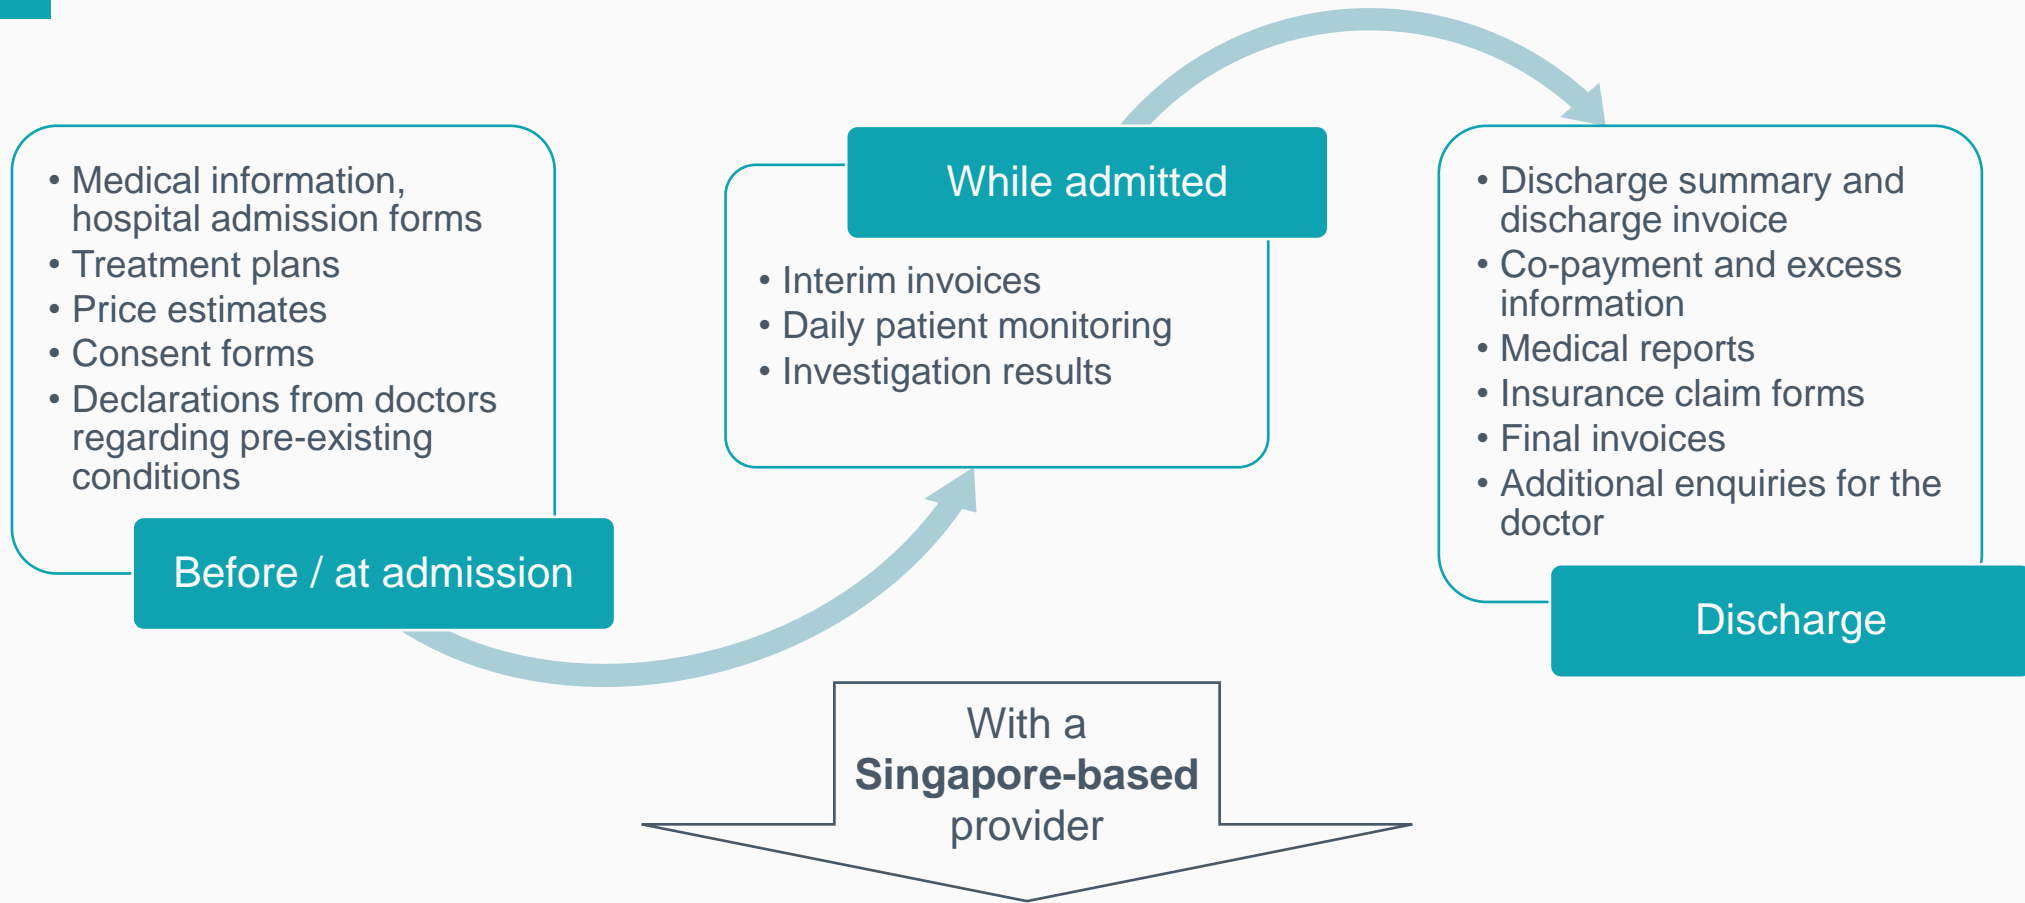 • Medical information,
hospital admission forms
• Treatment plans
• Price estimates
• Consent forms
• Declarations from doctors
regarding pre-existing
conditions
Before / at admission
While admitted
• Interim invoices
• Daily patient monitoring
• Investigation results
• Discharge summary and
discharge invoice
• Co-payment and excess
information
• Medical reports
• Insurance claim forms
• Final invoices
• Additional enquiries for the
doctor
Discharge
With a
Singapore-based
provider